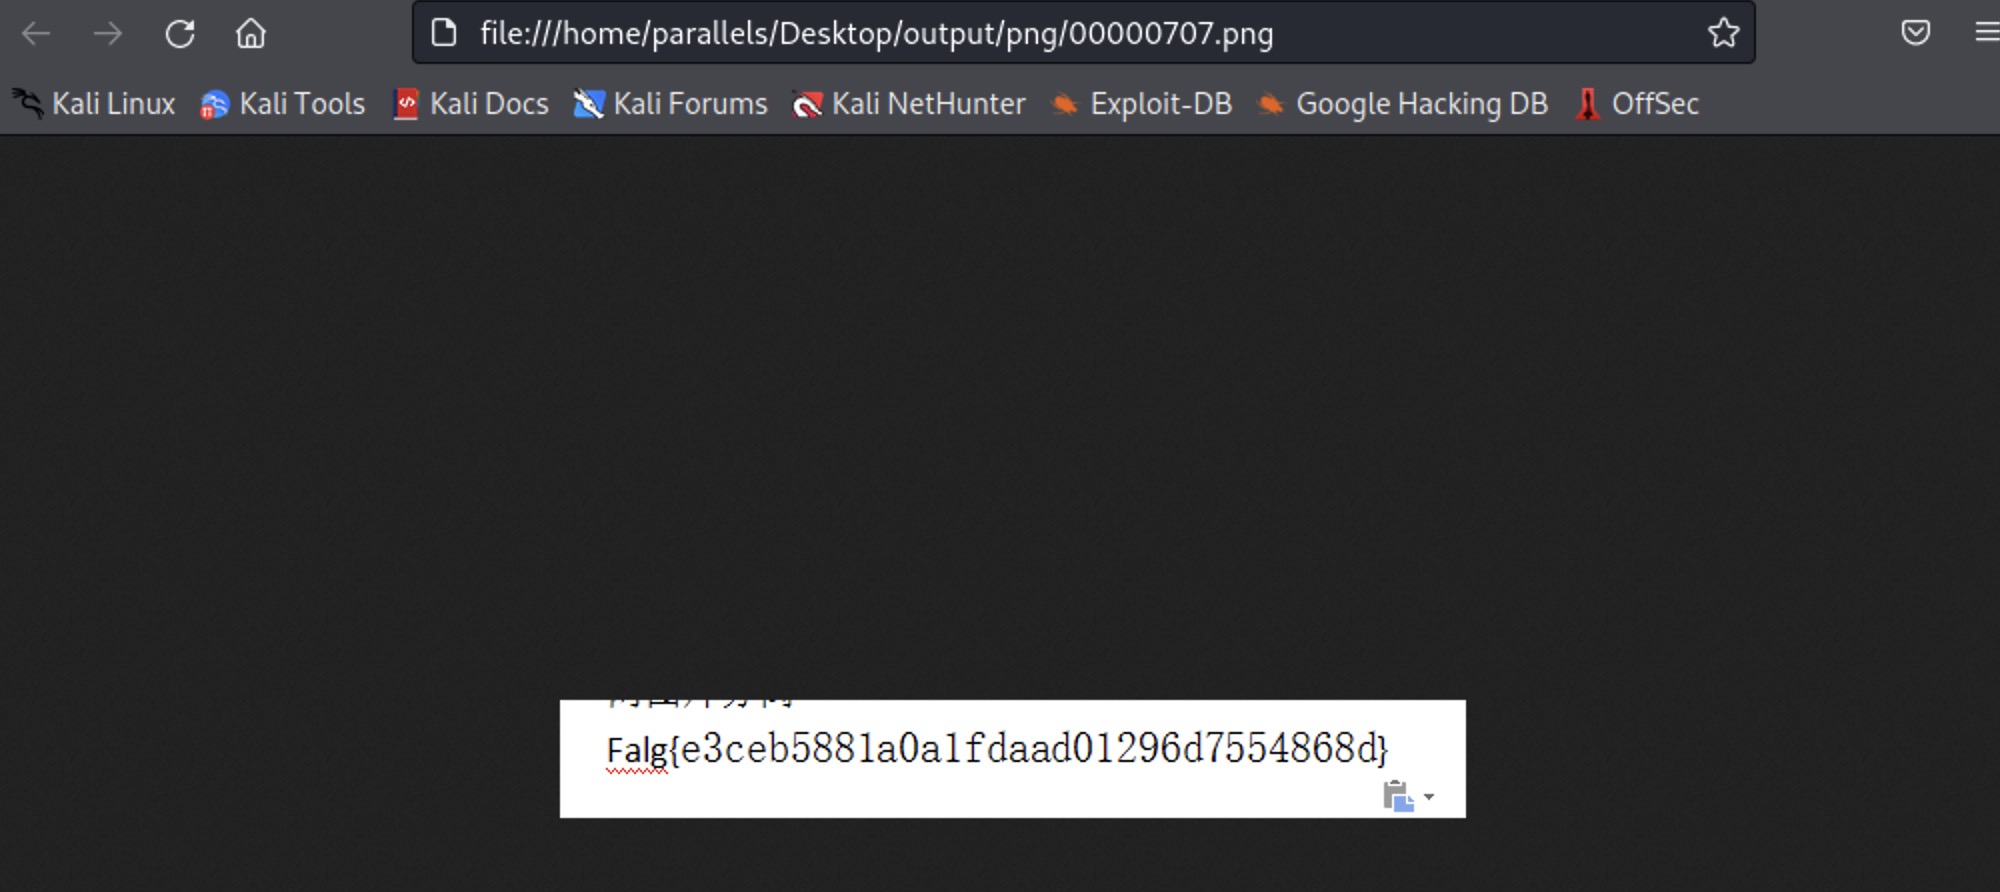 file:///home/parallels/Desktop/output/png/00000707.png
Kali Linux Kali Tools Kali Docs Kali Forums Kali NetHunter Exploit-DB Google Hacking DB OffSec
Falg{e3ceb5881a0a1fdaad01296d7554868d}